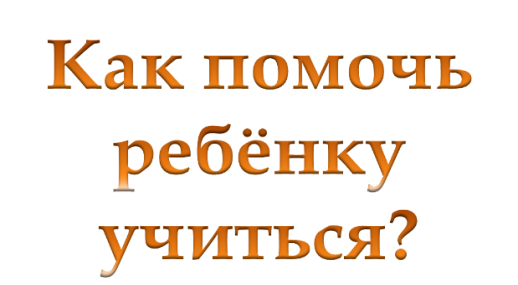 Как помочь
ребёнку
учиться?